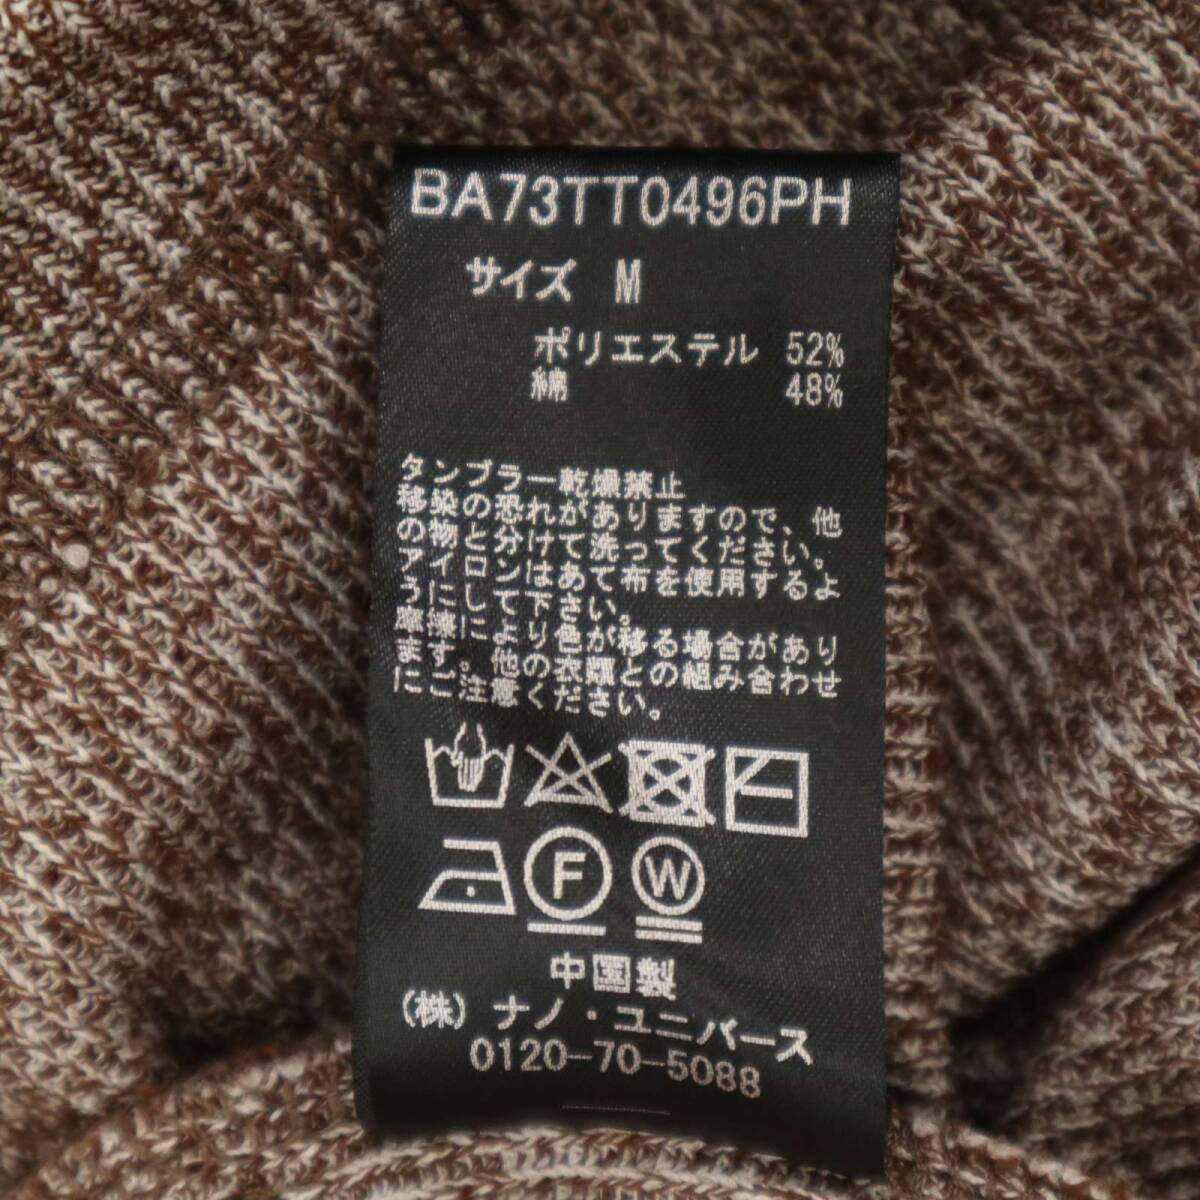 BA73TT0496PH
サイズ M
ポリエステル 52%
綿 48%
タンブラー乾燥禁止
移染の恐れがありますので、他
の物と分けて洗ってください。
アイロンはあて布を使用するよ
うにして下さい。
摩擦により色が移る場合があり
ます。他の衣類との組み合わせ
にご注意ください。
F W
中国製
(株) ナノ・ユニバース
0120-70-5088